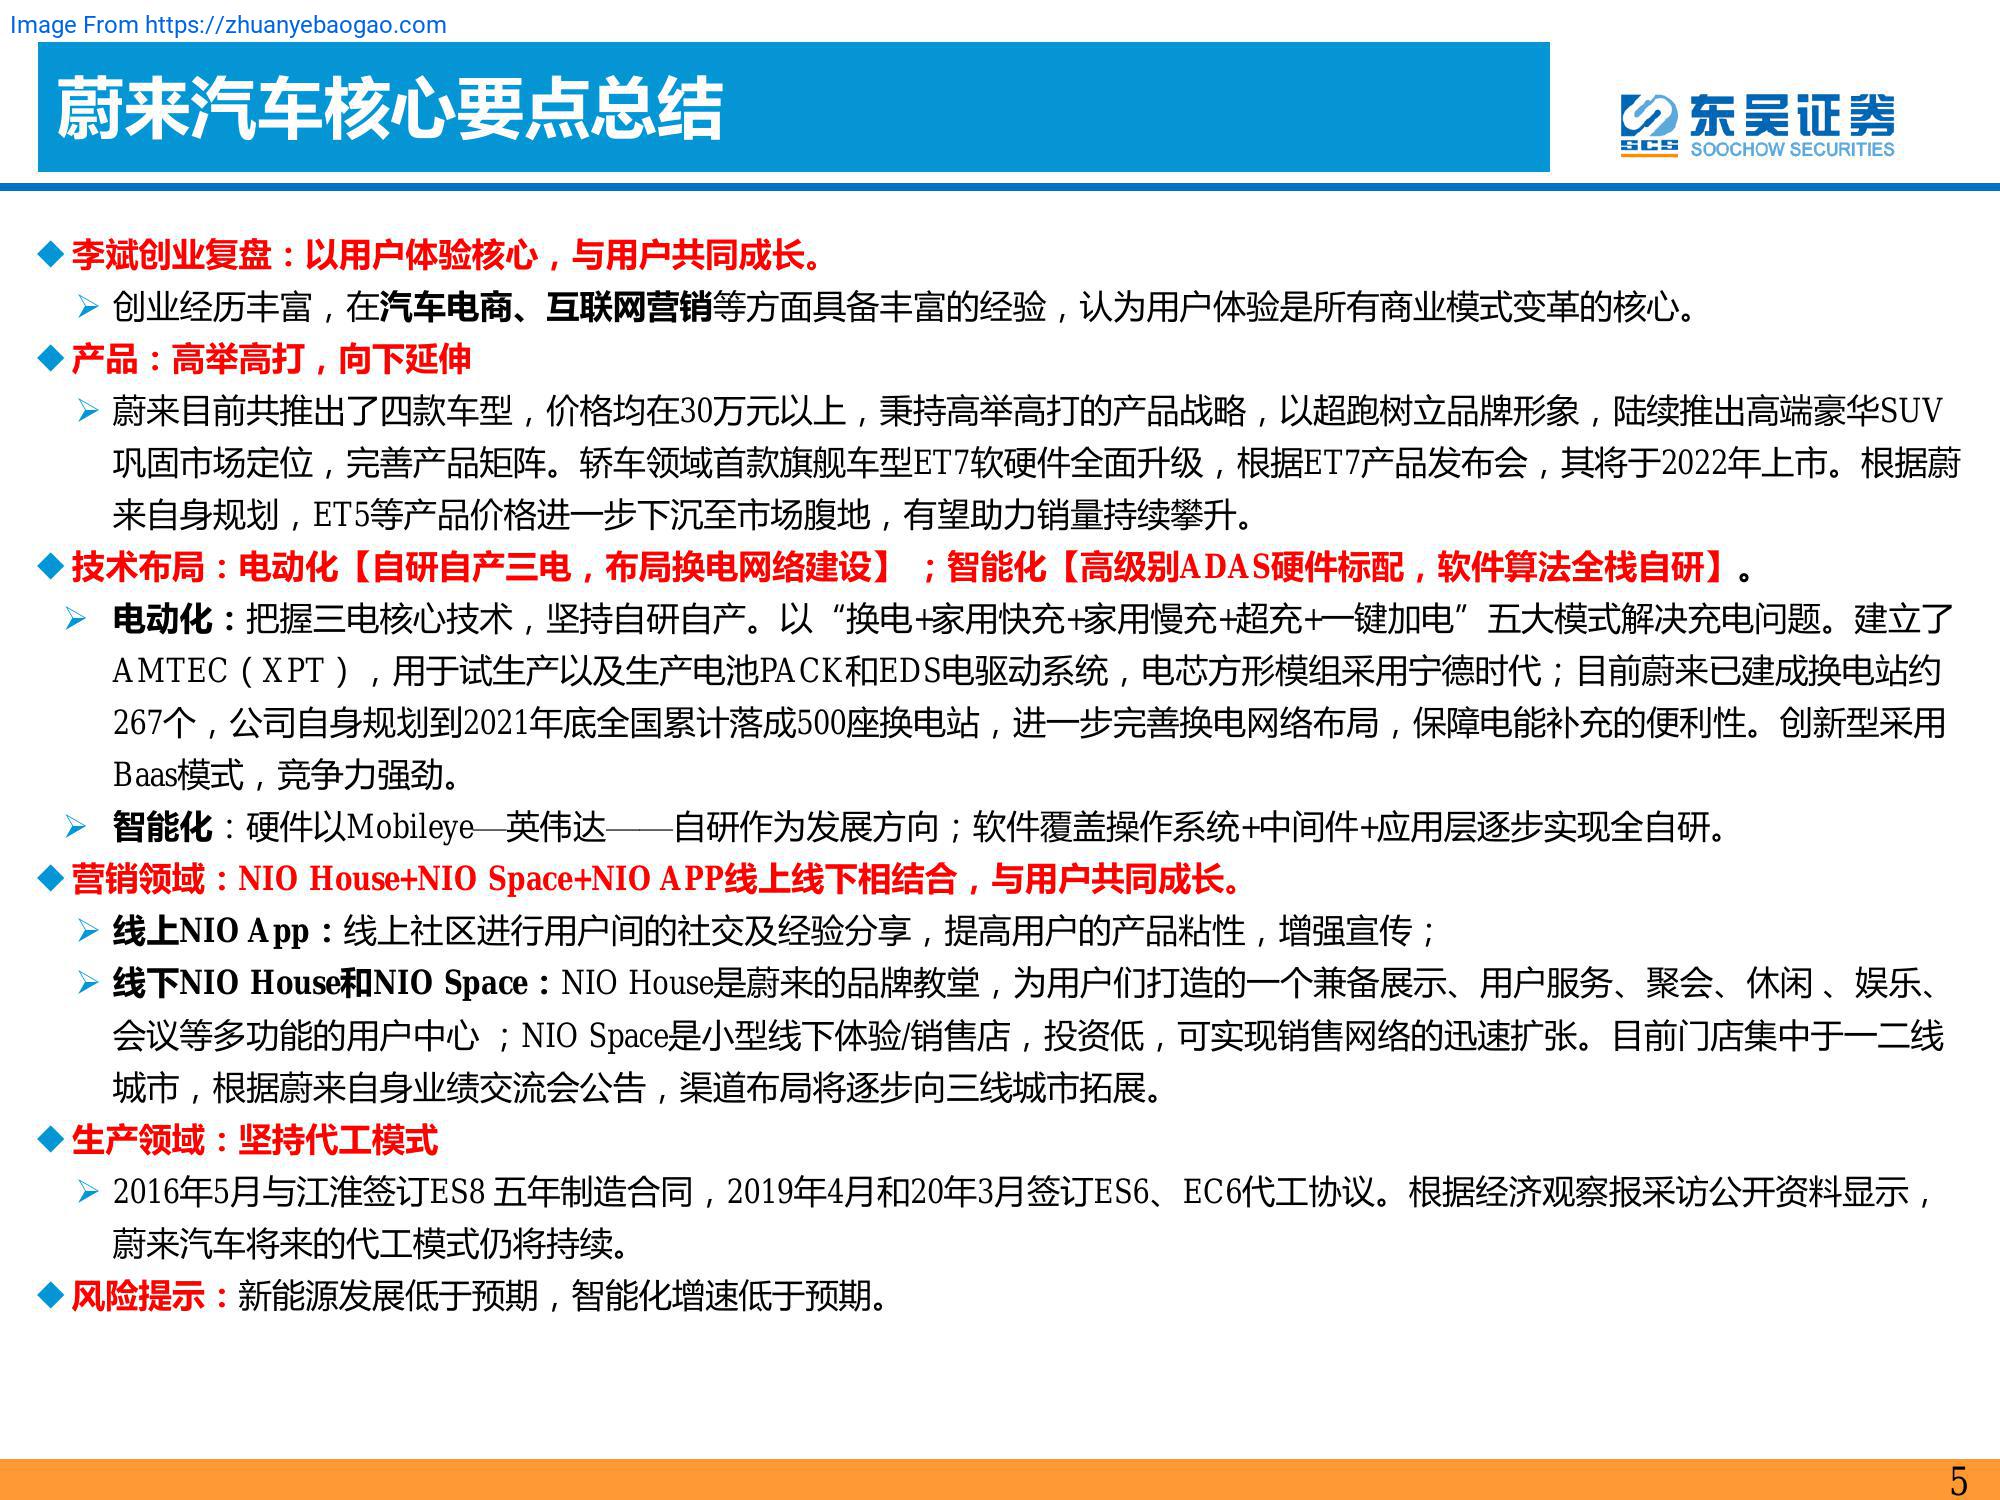 Image From https://zhuanyebaogao.com
蔚来汽车核心要点总结
东吴证券
SCS SOOCHOW SECURITIES
李斌创业复盘：以用户体验核心，与用户共同成长。
创业经历丰富，在汽车电商、互联网营销等方面具备丰富的经验，认为用户体验是所有商业模式变革的核心。
产品：高举高打，向下延伸
蔚来目前共推出了四款车型，价格均在30万元以上，秉持高举高打的产品战略，以超跑树立品牌形象，陆续推出高端豪华SUV
巩固市场定位，完善产品矩阵。轿车领域首款旗舰车型ET7软硬件全面升级，根据ET7产品发布会，其将于2022年上市。根据蔚
来自身规划，ET5等产品价格进一步下沉至市场腹地，有望助力销量持续攀升。
技术布局：电动化【自研自产三电，布局换电网络建设】；智能化【高级别ADAS硬件标配，软件算法全栈自研】。
电动化：把握三电核心技术，坚持自研自产。以“换电+家用快充+家用慢充+超充+一键加电”五大模式解决充电问题。建立了
AMTEC（XPT），用于试生产以及生产电池PACK和EDS电驱动系统，电芯方形模组采用宁德时代；目前蔚来已建成换电站约
267个，公司自身规划到2021年底全国累计落成500座换电站，进一步完善换电网络布局，保障电能补充的便利性。创新型采用
Baas模式，竞争力强劲。
智能化：硬件以Mobileye—英伟达——自研作为发展方向；软件覆盖操作系统+中间件+应用层逐步实现全自研。
营销领域：NIO House+NIO Space+NIO APP线上线下相结合，与用户共同成长。
线上NIO App：线上社区进行用户间的社交及经验分享，提高用户的产品粘性，增强宣传；
线下NIO House和NIO Space：NIO House是蔚来的品牌教堂，为用户们打造的一个兼备展示、用户服务、聚会、休闲 、娱乐、
会议等多功能的用户中心 ；NIO Space是小型线下体验/销售店，投资低，可实现销售网络的迅速扩张。目前门店集中于一二线
城市，根据蔚来自身业绩交流会公告，渠道布局将逐步向三线城市拓展。
生产领域：坚持代工模式
2016年5月与江淮签订ES8 五年制造合同，2019年4月和20年3月签订ES6、EC6代工协议。根据经济观察报采访公开资料显示，
蔚来汽车将来的代工模式仍将持续。
风险提示：新能源发展低于预期，智能化增速低于预期。
5